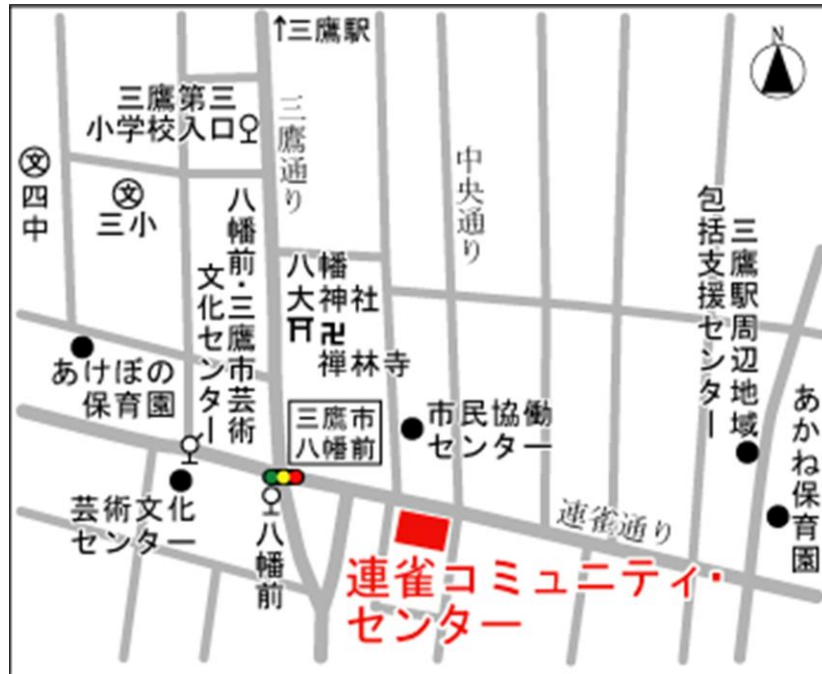 ↑三鷹駅
N
三鷹第三
小学校入口
三鷹通り
中央通り
文
四中
文
三小
八幡前・三鷹市芸術
文化センター
八幡
大神社
卍
禅林寺
三鷹駅周辺地域
包括支援センター
あけぼの
保育園
三鷹市
八幡前
市民協働
センター
あかね保育園
芸術文化
センター
八幡前
連雀通り
連雀コミュニティ・
センター